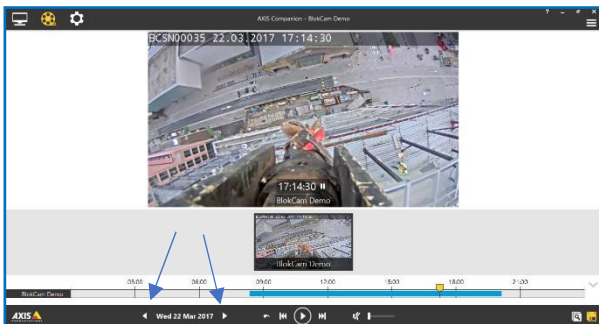 AXIS Companion - BlokCam Demo
BCSN00035 22.03.2017 17:14:30
17:14:30
BlokCam Demo
BlokCam Demo
03:00 06:00 09:00 12:00 15:00 18:00 21:00
BlokCam Demo
AXIS
Wed 22 Mar 2017